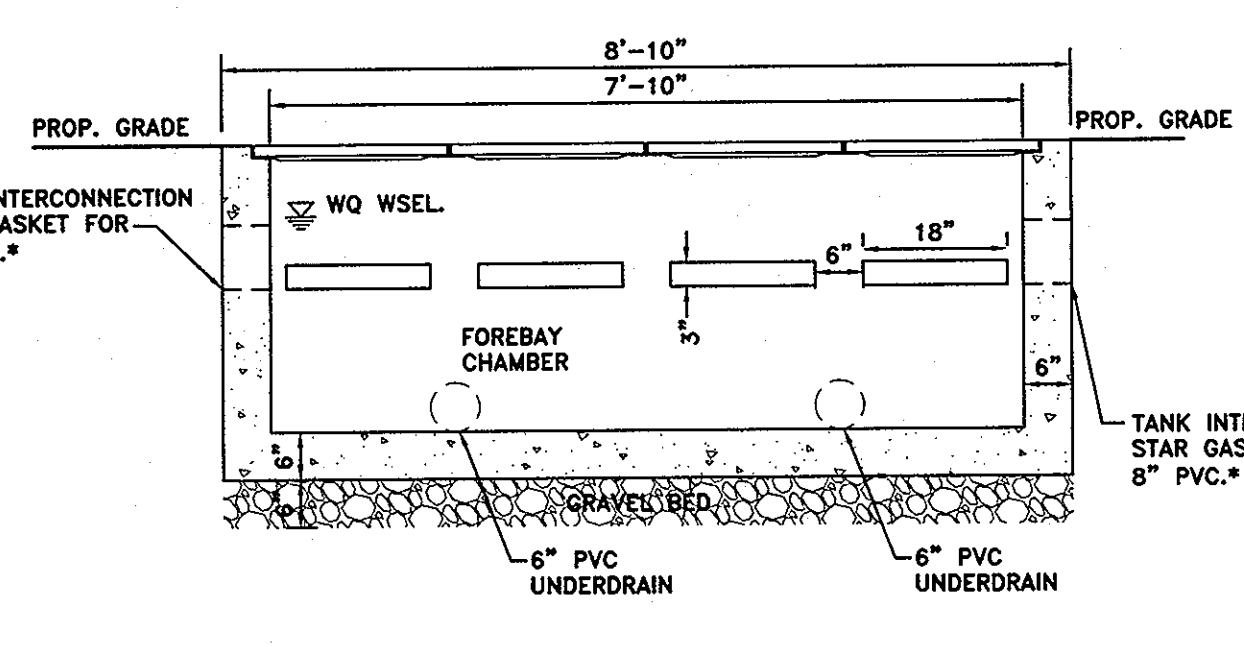 8'-10"
7'-10"
PROP. GRADE
PROP. GRADE
NTERCONNECTION
ASKET FOR
.*
WQ WSEL.
18"
6"
3"
FOREBAY
CHAMBER
6"
6"
6"
GRAVEL BED
TANK INT
STAR GAS
8" PVC.*
6" PVC
UNDERDRAIN
6" PVC
UNDERDRAIN